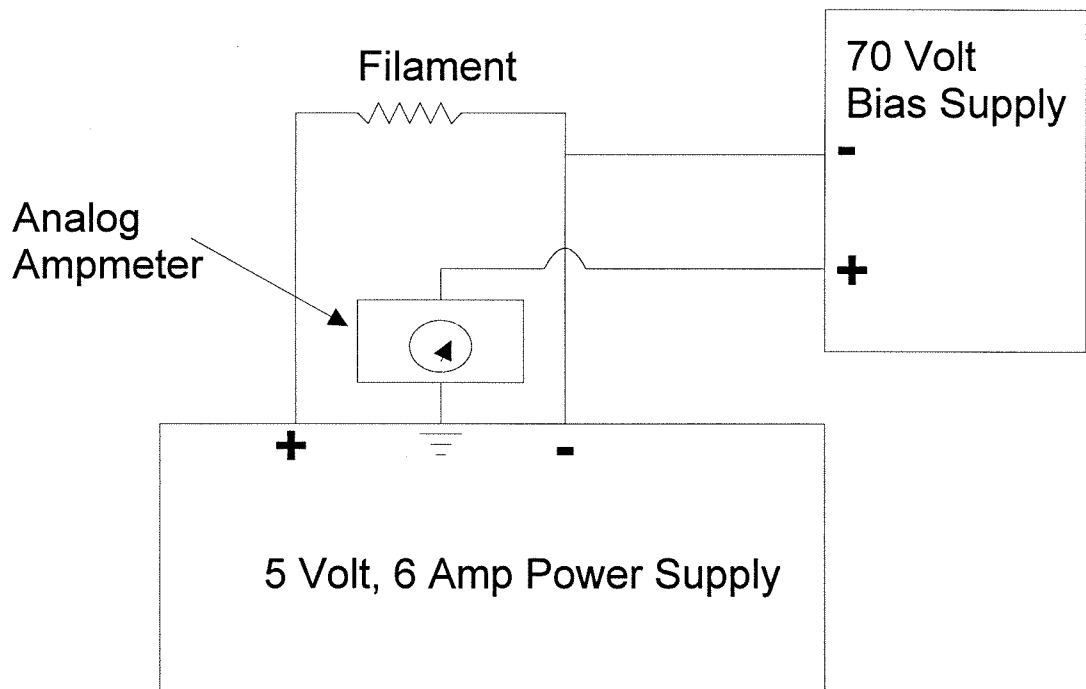 Filament
70 Volt
Bias Supply
-
+
Analog
Ampmeter
+
-
5 Volt, 6 Amp Power Supply